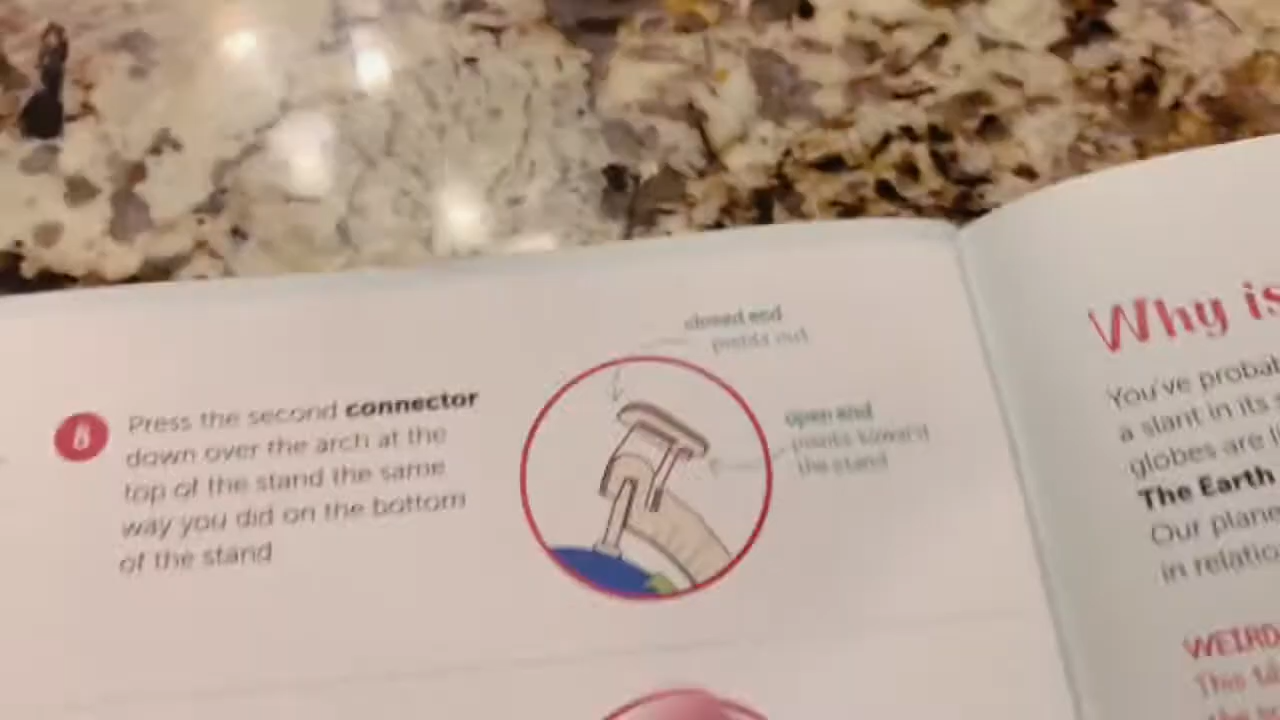 8
Press the second connector
down over the arch at the
top of the stand the same
way you did on the bottom
of the stand
closed end
points out
open end
points toward
the stand
Why is
You've probab
a slant in its
globes are
The Earth
Our plane
in relatio
WEIRD
This